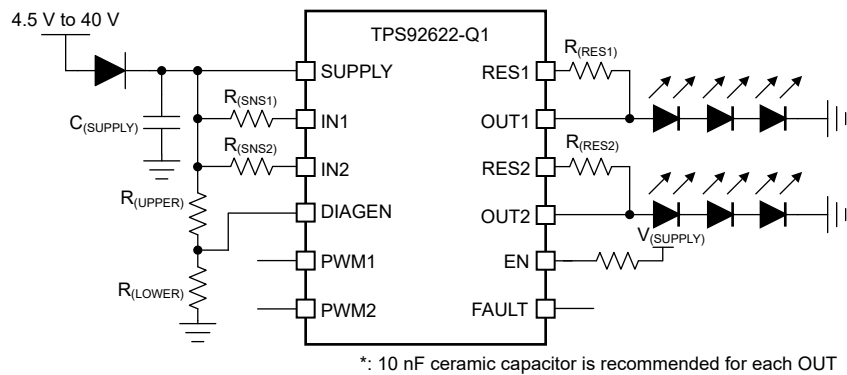 4.5 V to 40 V
TPS92622-Q1
R(RES1)
SUPPLY
RES1
R(SNS1)
C(SUPPLY)
IN1
OUT1
R(SNS2)
R(RES2)
IN2
RES2
R(UPPER)
DIAGEN
OUT2
V(SUPPLY)
PWM1
EN
R(LOWER)
PWM2
FAULT
*: 10 nF ceramic capacitor is recommended for each OUT